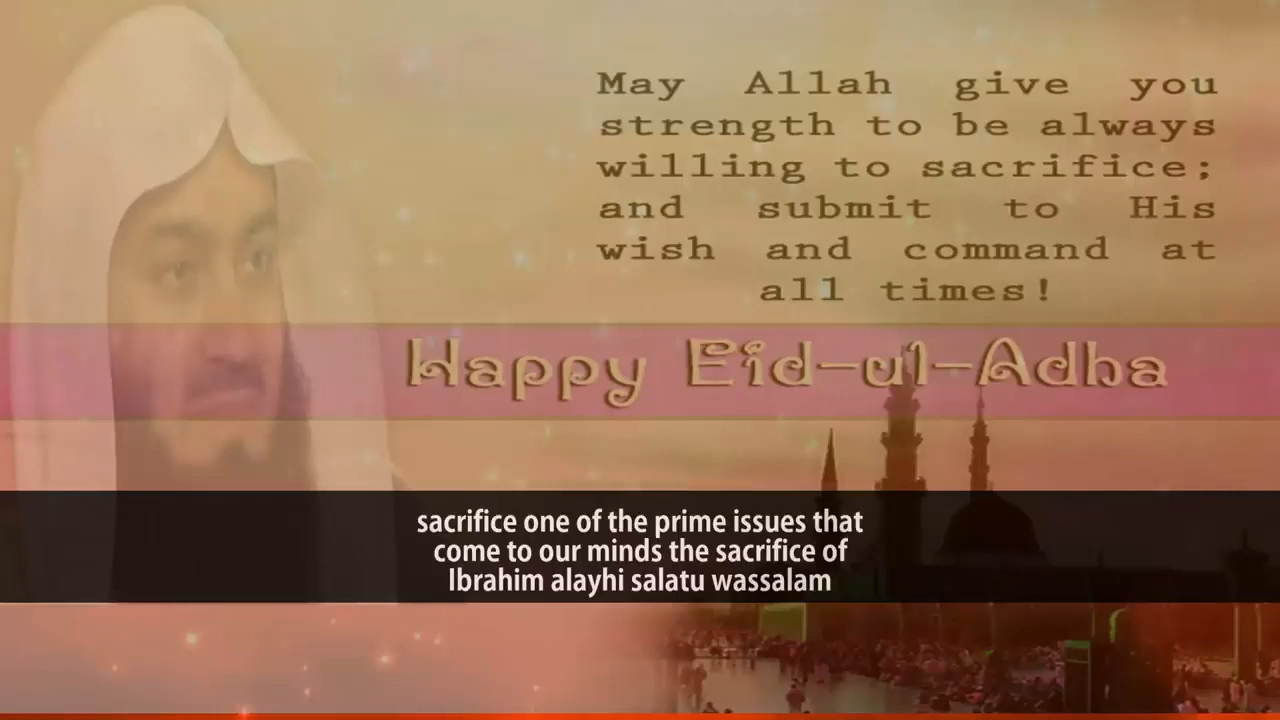 May Allah give you
strength to be always
willing to sacrifice;
and submit to His
wish and command at
all times!
Happy Eid-ul-Adha
sacrifice one of the prime issues that
come to our minds the sacrifice of
Ibrahim alayhi salatu wassalam